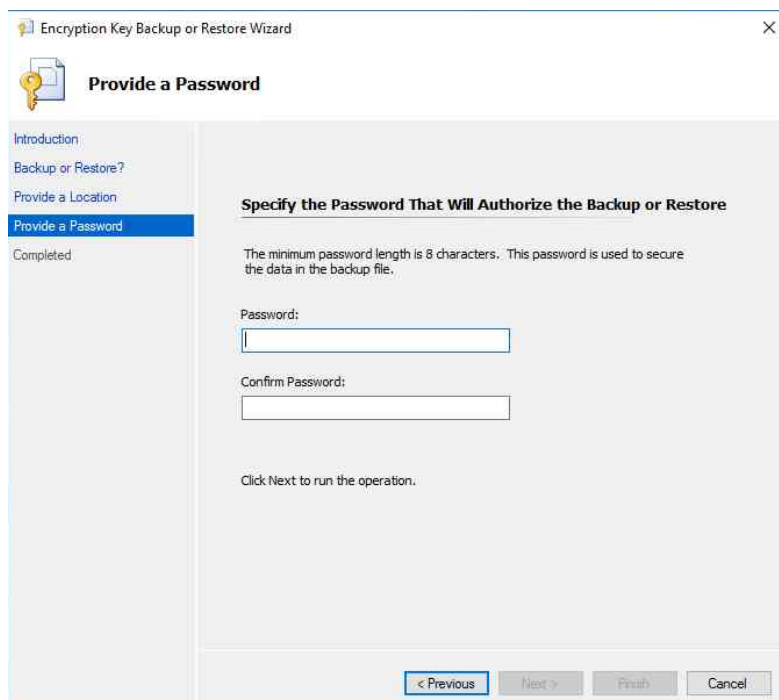 Encryption Key Backup or Restore Wizard
Provide a Password
Introduction
Backup or Restore?
Provide a Location
Provide a Password
Completed
Specify the Password That Will Authorize the Backup or Restore
The minimum password length is 8 characters.  This password is used to secure
the data in the backup file.
Password:
Confirm Password:
Click Next to run the operation.
< Previous
Next >
Finish
Cancel